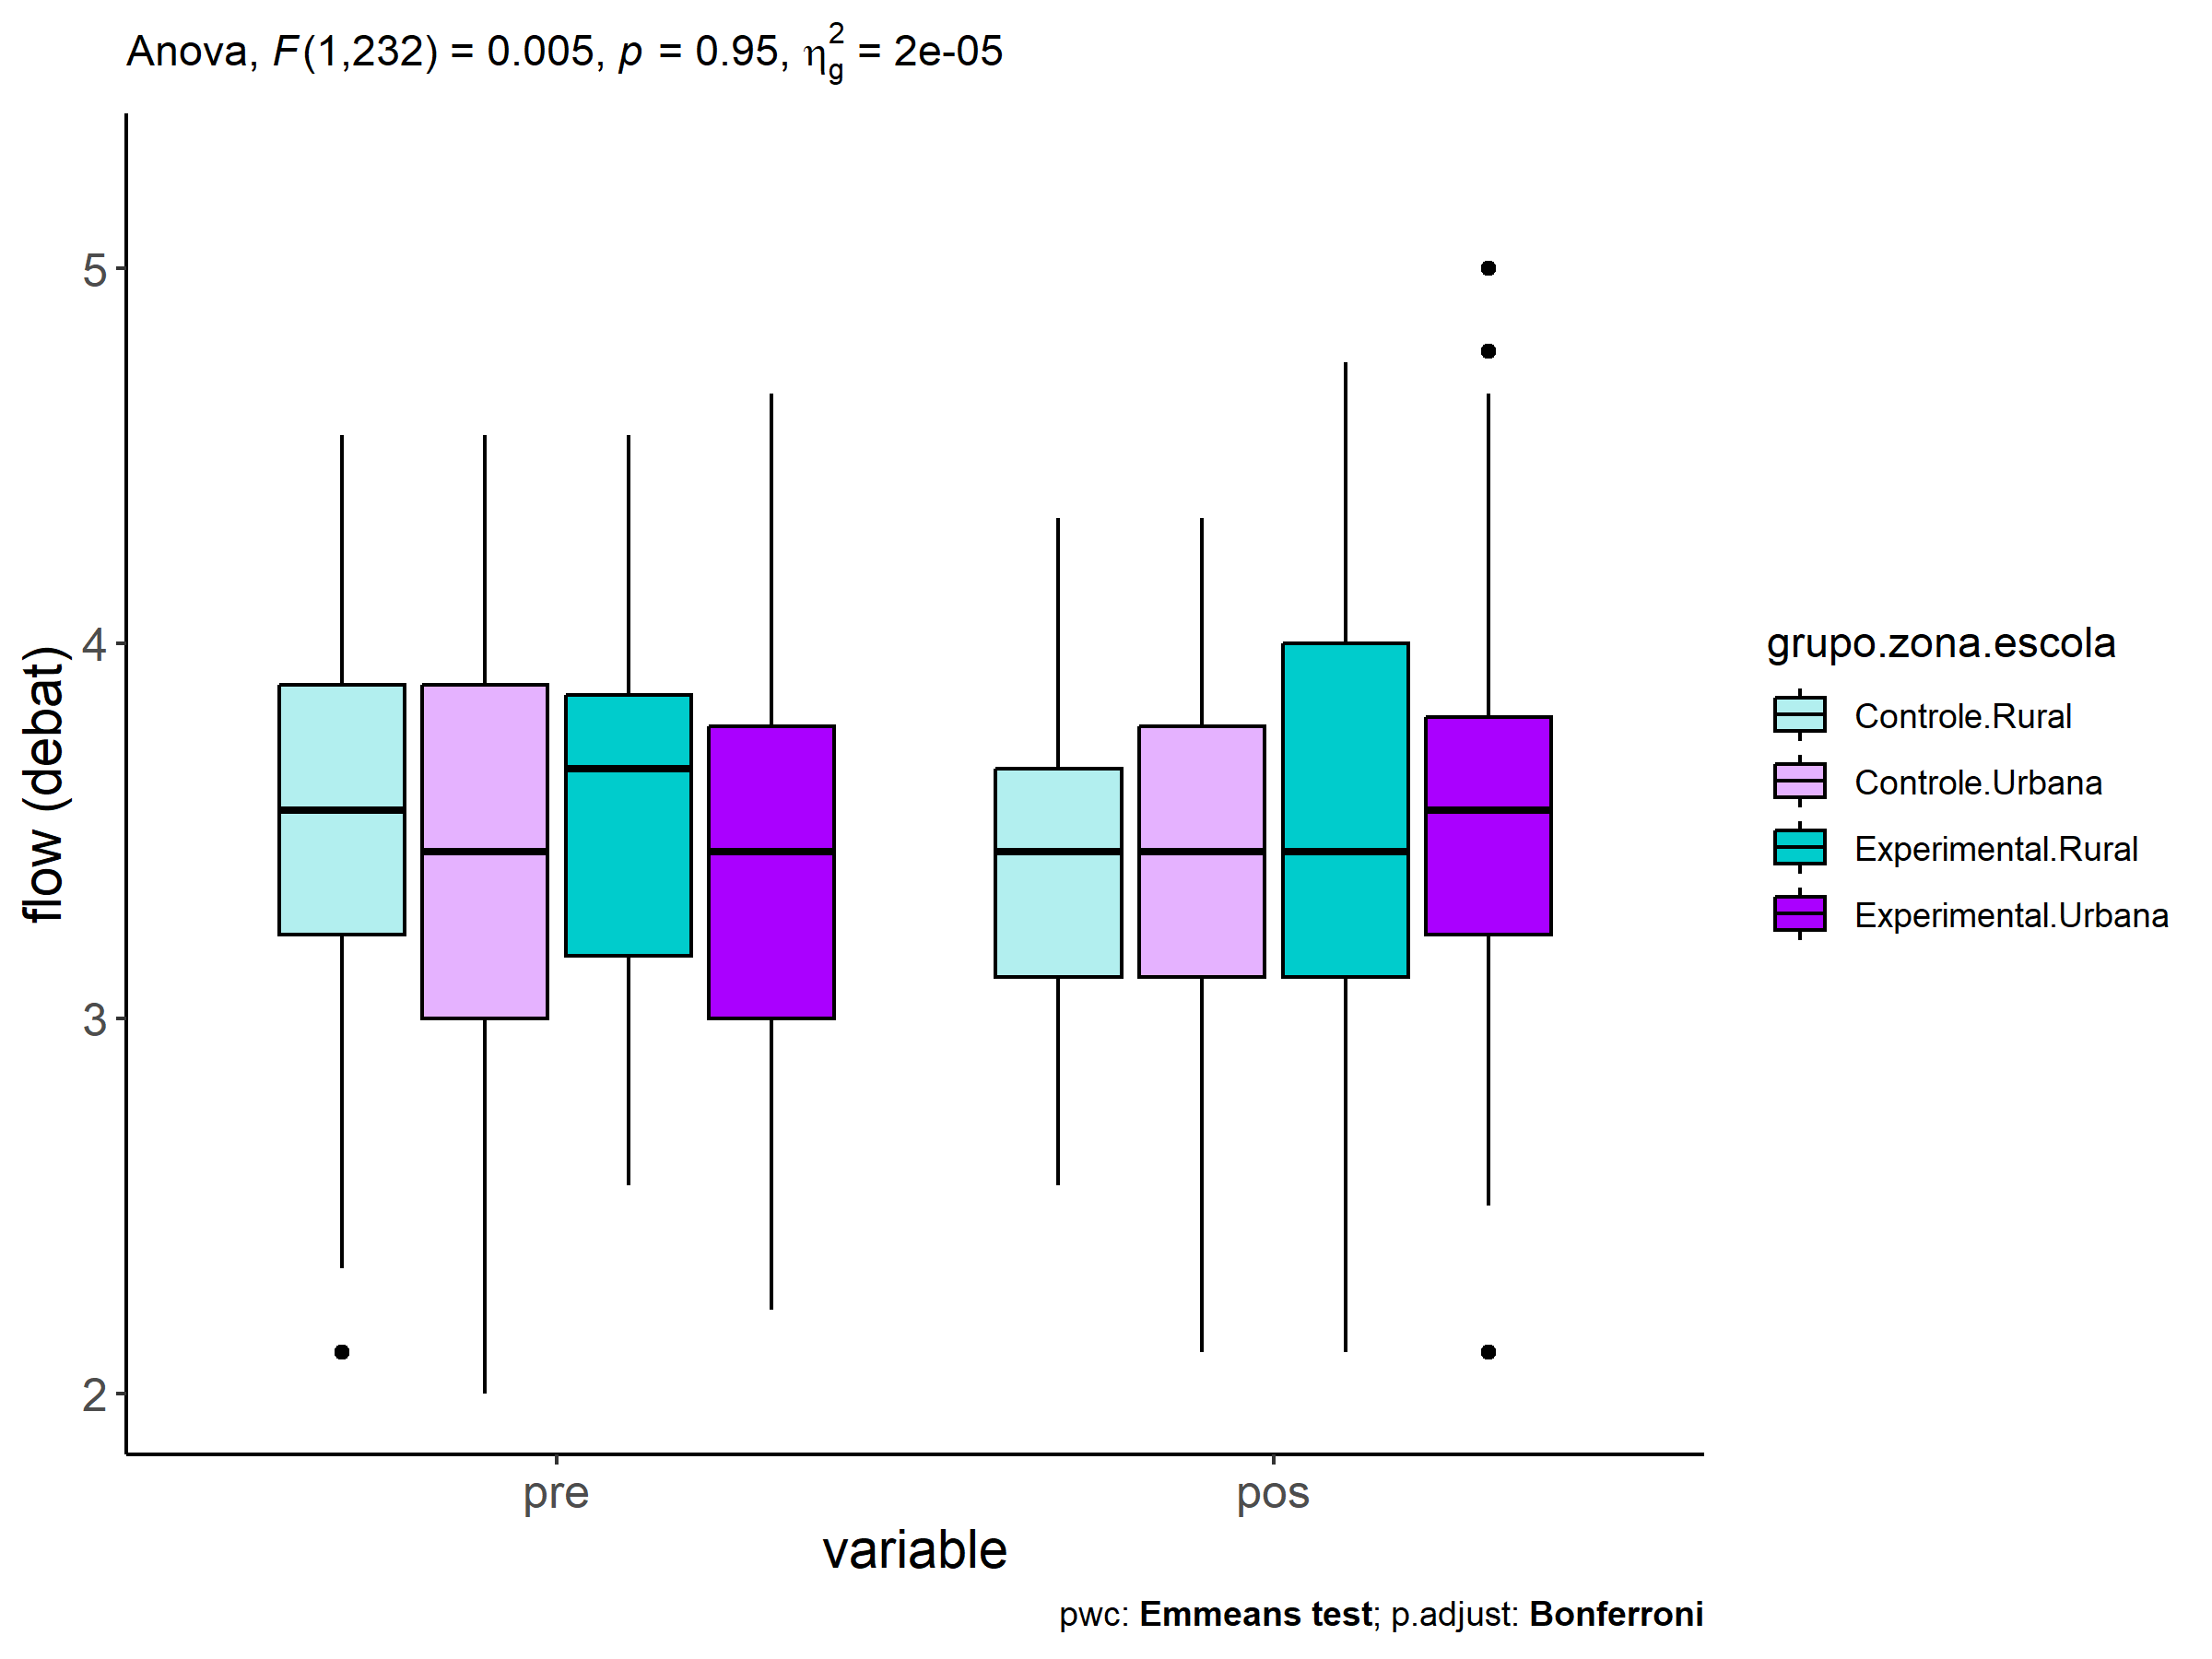 Anova, F(1,232) = 0.005, p = 0.95, η²g = 2e-05
flow (debat)
5
4
3
2
pre
pos
variable
grupo.zona.escola
Controle.Rural
Controle.Urbana
Experimental.Rural
Experimental.Urbana
pwc: Emmeans test; p.adjust: Bonferroni